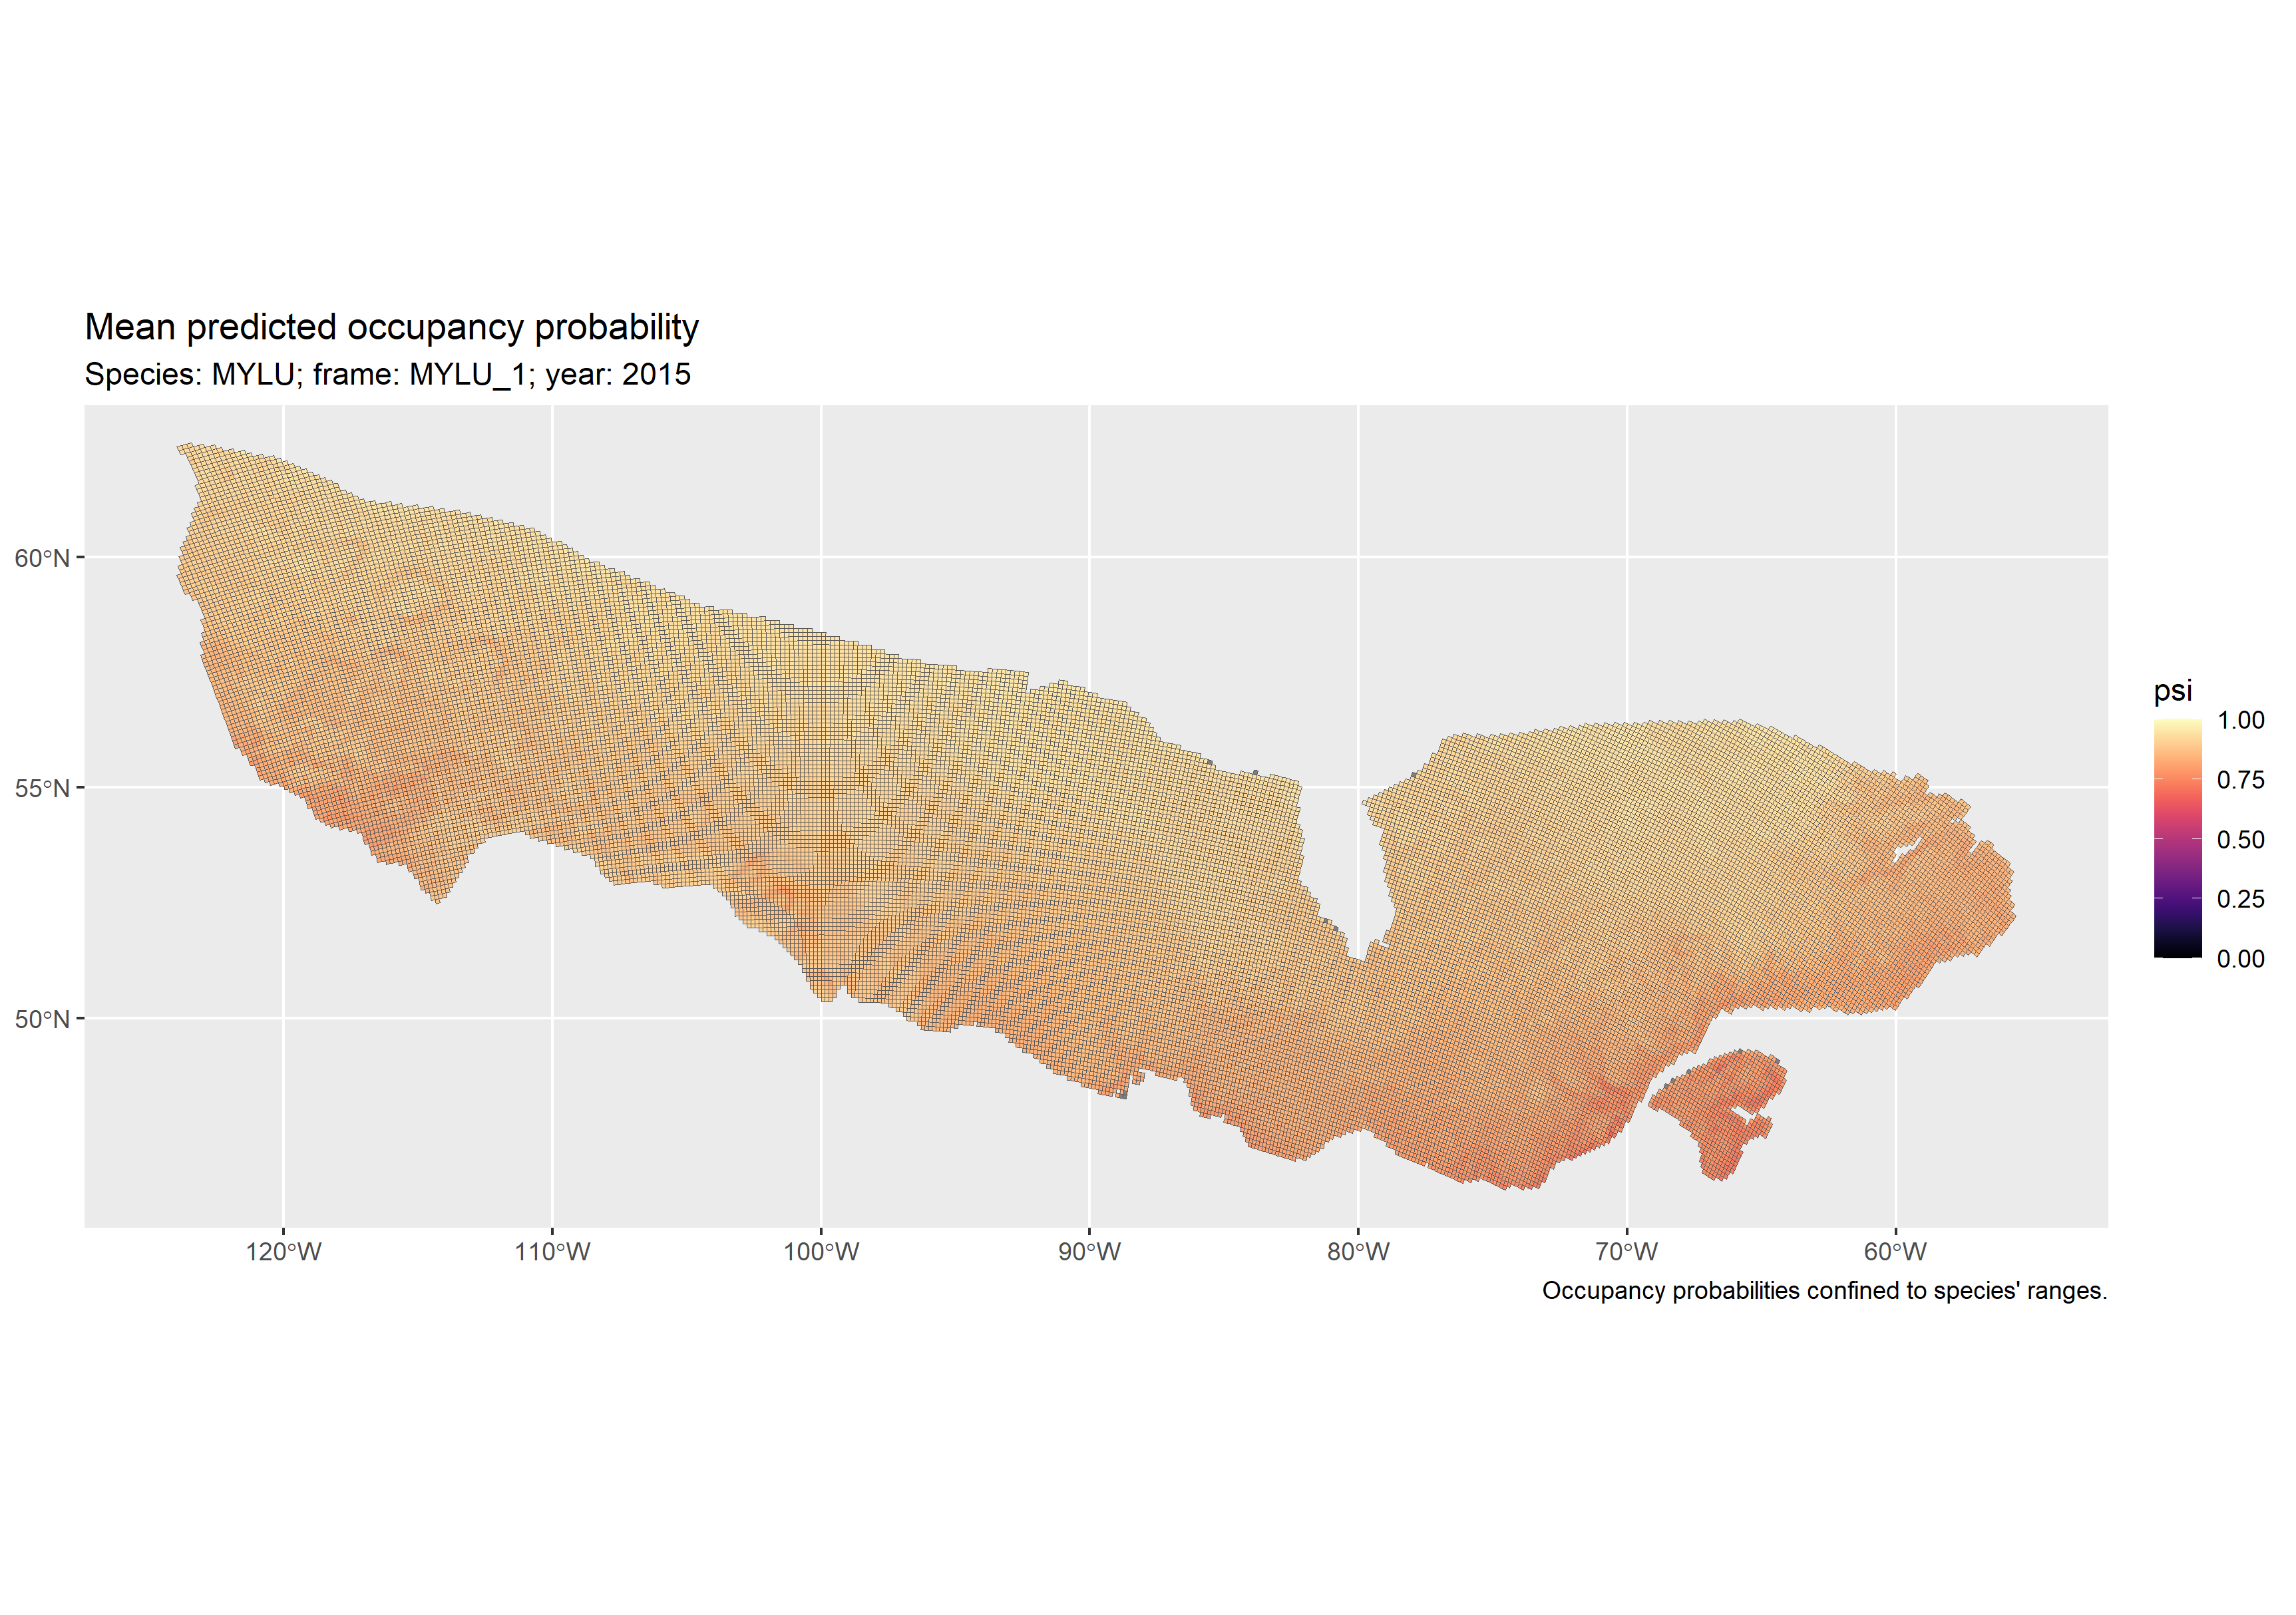 Mean predicted occupancy probability
Species: MYLU; frame: MYLU_1; year: 2015
60°N
55°N
50°N
120°W
110°W
100°W
90°W
80°W
70°W
60°W
psi
1.00
0.75
0.50
0.25
0.00
Occupancy probabilities confined to species' ranges.